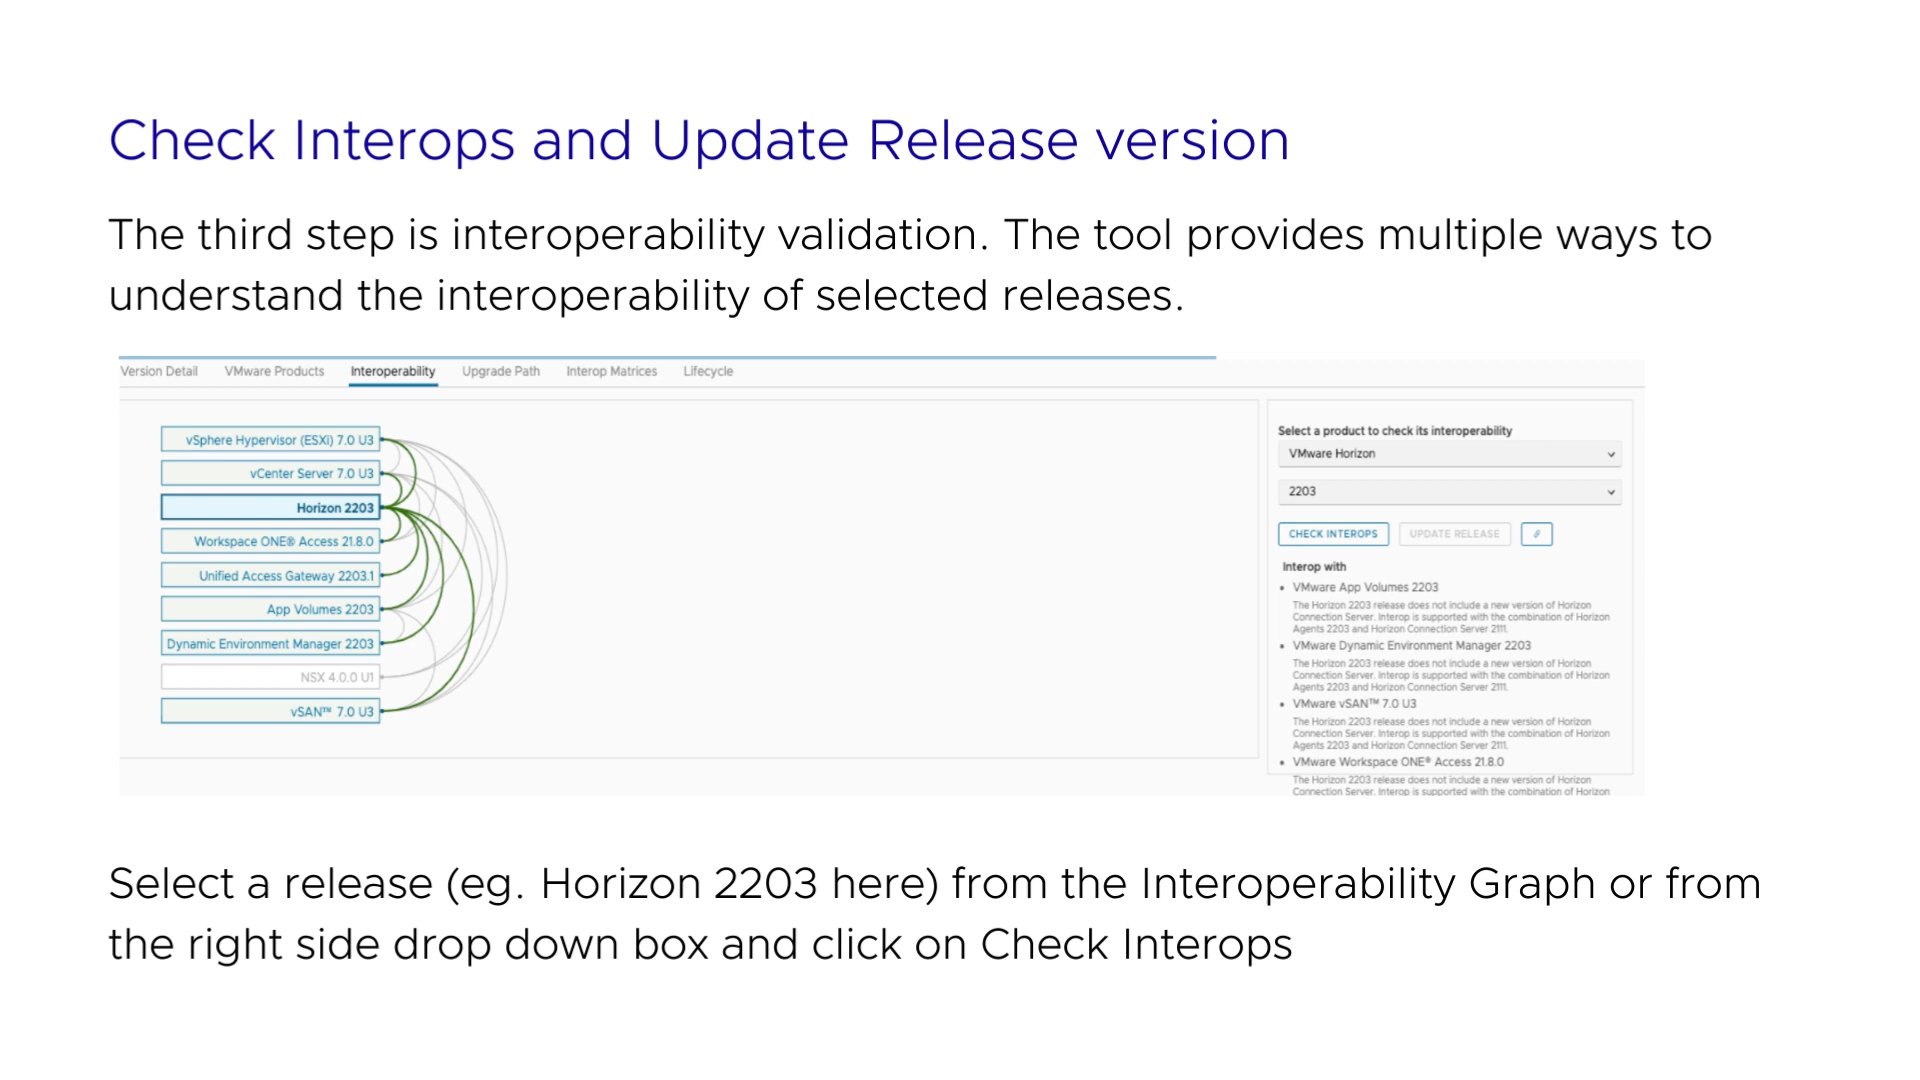 Check Interops and Update Release version
The third step is interoperability validation. The tool provides multiple ways to
understand the interoperability of selected releases.
Version Detail VMware Products Interoperability Upgrade Path Interop Matrices Lifecycle
vSphere Hypervisor (ESXi) 7.0 U3
vCenter Server 7.0 U3
Horizon 2203
Workspace ONE® Access 21.8.0
Unified Access Gateway 2203.1
App Volumes 2203
Dynamic Environment Manager 2203
NSX 4.0.0 U1
vSAN™ 7.0 U3
Select a product to check its interoperability
VMware Horizon
2203
CHECK INTEROPS UPDATE RELEASE
Interop with
• VMware App Volumes 2203
The Horizon 2203 release does not include a new version of Horizon
Connection Server. Interop is supported with the combination of Horizon
Agents 2203 and Horizon Connection Server 2111.
• VMware Dynamic Environment Manager 2203
The Horizon 2203 release does not include a new version of Horizon
Connection Server. Interop is supported with the combination of Horizon
Agents 2203 and Horizon Connection Server 2111.
• VMware vSAN™ 7.0 U3
The Horizon 2203 release does not include a new version of Horizon
Connection Server. Interop is supported with the combination of Horizon
Agents 2203 and Horizon Connection Server 2111.
• VMware Workspace ONE® Access 21.8.0
The Horizon 2203 release does not include a new version of Horizon
Connection Server. Interop is supported with the combination of Horizon
Select a release (eg. Horizon 2203 here) from the Interoperability Graph or from
the right side drop down box and click on Check Interops